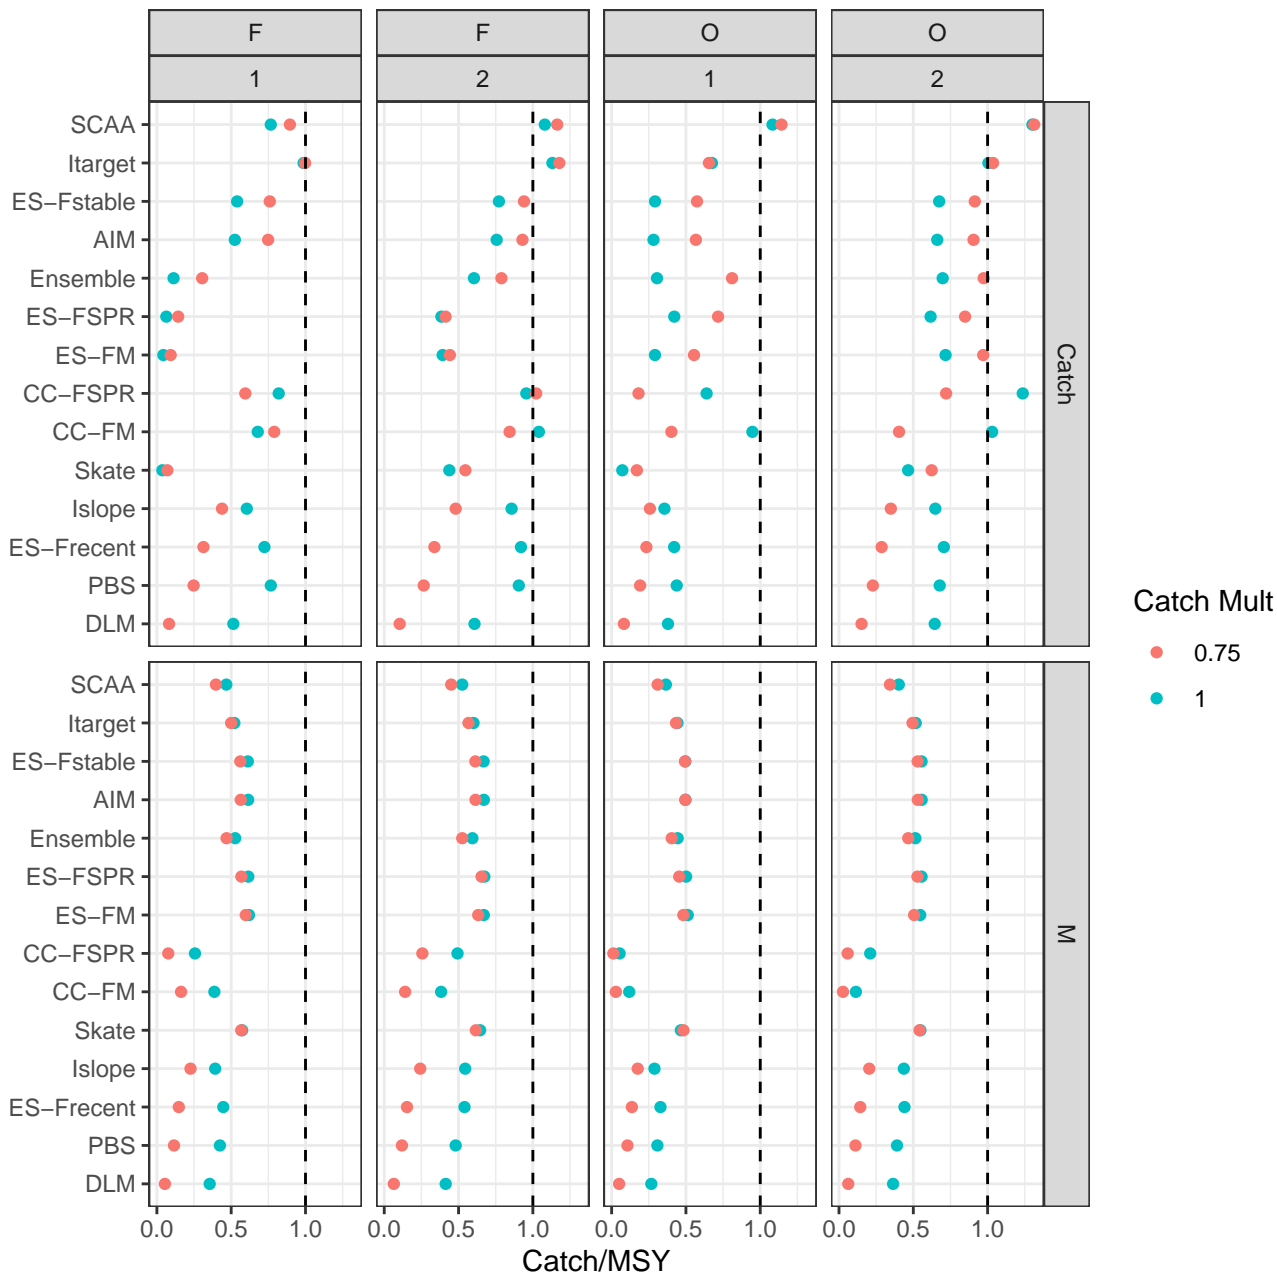 F F O O
1 2 1 2
SCAA
Itarget
ES−Fstable
AIM
Ensemble
ES−FSPR
ES−FM
CC−FSPR
CC−FM
Skate
Islope
ES−Frecent
PBS
DLM
Catch
SCAA
Itarget
ES−Fstable
AIM
Ensemble
ES−FSPR
ES−FM
CC−FSPR
CC−FM
Skate
Islope
ES−Frecent
PBS
DLM
M
0.0 0.5 1.0 0.0 0.5 1.0 0.0 0.5 1.0 0.0 0.5 1.0
Catch/MSY
Catch Mult
0.75
1